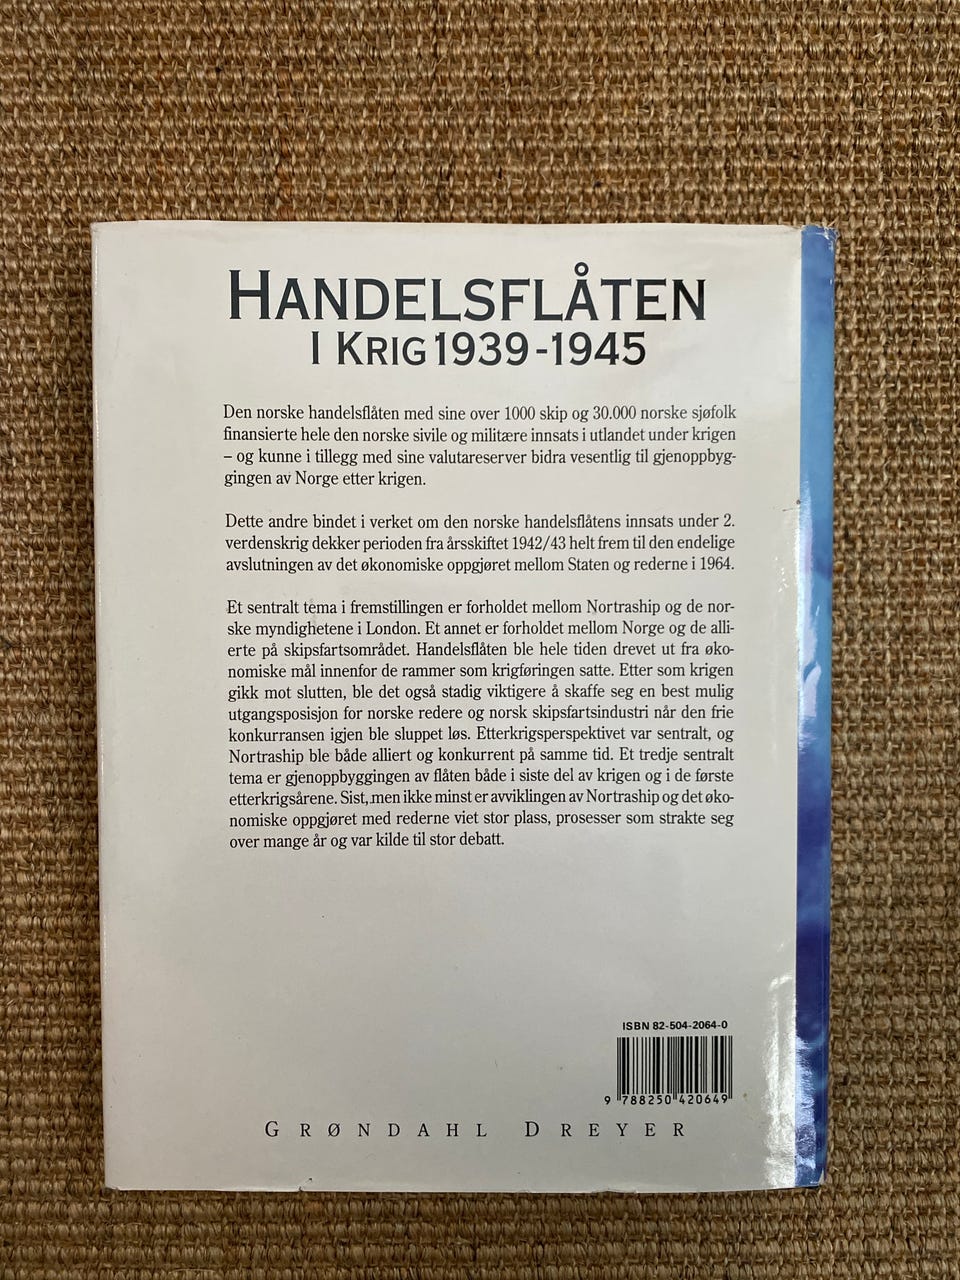 HANDELSFLÅTEN
I KRIG 1939-1945
Den norske handelsflåten med sine over 1000 skip og 30.000 norske sjøfolk
finansierte hele den norske sivile og militære innsats i utlandet under krigen
– og kunne i tillegg med sine valutareserver bidra vesentlig til gjenoppbyg-
gingen av Norge etter krigen.
Dette andre bindet i verket om den norske handelsflåtens innsats under 2.
verdenskrig dekker perioden fra årsskiftet 1942/43 helt frem til den endelige
avslutningen av det økonomiske oppgjøret mellom Staten og rederne i 1964.
Et sentralt tema i fremstillingen er forholdet mellom Nortraship og de nor-
ske myndighetene i London. Et annet er forholdet mellom Norge og de alli-
erte på skipsfartsområdet. Handelsflåten ble hele tiden drevet ut fra øko-
nomiske mål innenfor de rammer som krigføringen satte. Etter som krigen
gikk mot slutten, ble det også stadig viktigere å skaffe seg en best mulig
utgangsposisjon for norske redere og norsk skipsfartsindustri når den frie
konkurransen igjen ble sluppet løs. Etterkrigsperspektivet var sentralt, og
Nortraship ble både alliert og konkurrent på samme tid. Et tredje sentralt
tema er gjenoppbyggingen av flåten både i siste del av krigen og i de første
etterkrigsårene. Sist, men ikke minst er avviklingen av Nortraship og det øko-
nomiske oppgjøret med rederne viet stor plass, prosesser som strakte seg
over mange år og var kilde til stor debatt.
ISBN 82-504-2064-0
9 788250 420649
GRØNDAHL DREYER